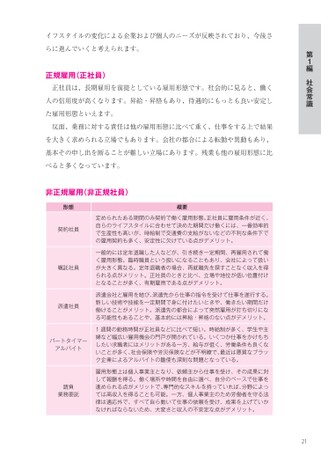 イフスタイルの変化による企業および個人のニーズが反映されており、今後さ
らに進んでいくと考えられます。
正規雇用（正社員）
正社員は、長期雇用を前提としている雇用形態です。社会的に見ると、働く
人の信用度が高くなります。昇給・昇格もあり、待遇的にもっとも良い安定し
た雇用形態といえます。
反面、業務に対する責任は他の雇用形態に比べて重く、仕事をする上で結果
を大きく求められる立場でもあります。会社の都合による転勤や異動もあり、
基本その申し出を断ることが難しい立場にあります。残業も他の雇用形態に比
べると多くなっています。
非正規雇用（非正規社員）
形態
概要
契約社員
定められたある期間のみ契約で働く雇用形態。正社員に雇用条件が近く、
自らのライフスタイルに合わせて決めた期間だけ働くには、一番効率的
で生産性も高いが、時給制で交通費の支給がないなどの不利な条件下で
の雇用契約も多く、安定性に欠けている点がデメリット。
嘱託社員
一般的には定年退職した人などが、引き続き一定期間、再雇用されて働
く雇用形態。臨時職員という扱いになることもあり、会社によって扱い
が大きく異なる。定年退職者の場合、再就職先を探すことなく収入を得
られる点がメリット。正社員のときと比べ、立場や地位が低い位置付け
となることが多く、有期雇用である点がデメリット。
派遣社員
派遣会社と雇用を結び、派遣先から仕事の指令を受けて仕事を遂行する。
新しい技術や技能を一定期間で身に付けたいときや、働きたい期間だけ
働けることがメリット。派遣先の都合によって突然雇用が打ち切りにな
る可能性もあることや、基本的には昇給・昇格のない点がデメリット。
パートタイマー
アルバイト
1 週間の勤務時間が正社員などに比べて短い。時給制が多く、学生や主
婦など幅広い雇用機会の門戸が開かれている。いくつか仕事をかけもち
したい求職者にはメリットがある一方、給与が低く、労働条件も良くな
いことが多く、社会保険や労災保険などが不明瞭で、最近は悪質なブラッ
ク企業によるアルバイトの酷使も深刻な問題となっている。
請負
業務委託
雇用形態上は個人事業主となり、依頼主から仕事を受け、その成果に対
して報酬を得る。働く場所や時間を自由に選べ、自分のペースで仕事を
進められる点がメリットで、専門的なスキルを持っていれば、分野によっ
ては高収入を得ることも可能。一方、個人事業主のため労働者を守る法
律は適応外で、すべて自ら動いて仕事の依頼を受け、成果を上げていか
なければならないため、大変さと収入の不安定な点がデメリット。
第
1
編
社
会
常
識
21